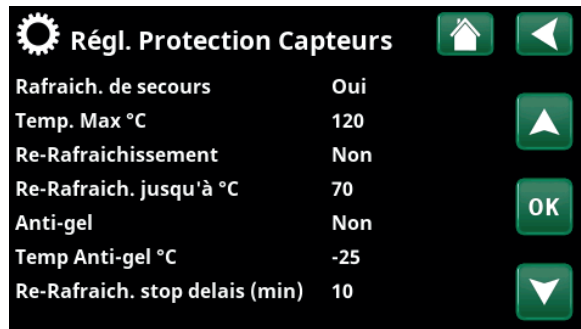 Régl. Protection Capteurs
Rafraich. de secours Oui
Temp. Max °C 120
Re-Rafraichissement Non
Re-Rafraich. jusqu'à °C 70
Anti-gel Non
OK
Temp Anti-gel °C -25
Re-Rafraich. stop delais (min) 10